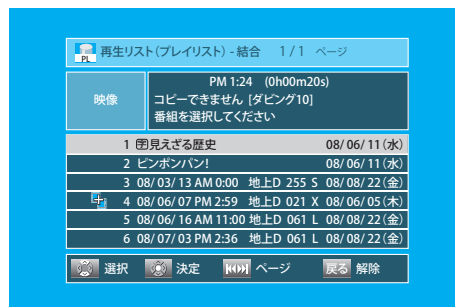 PL 再生リスト(プレイリスト) - 結合 1 / 1 ページ
映像
PM 1:24 (0h00m20s)
コピーできません [ダビング10]
番組を選択してください
1 字見えざる歴史 08/ 06/ 11(水)
2 ピンポンパン! 08/ 06/ 11(水)
3 08/ 03/ 13 AM 0:00 地上D 255 S 08/ 08/ 22(金)
4 08/ 06/ 07 PM 2:59 地上D 021 X 08/ 06/ 05(木)
5 08/ 06/ 16 AM 11:00 地上D 061 L 08/ 08/ 22(金)
6 08/ 07/ 03 PM 2:36 地上D 061 L 08/ 08/ 22(金)
選択 決定 ページ 戻る 解除